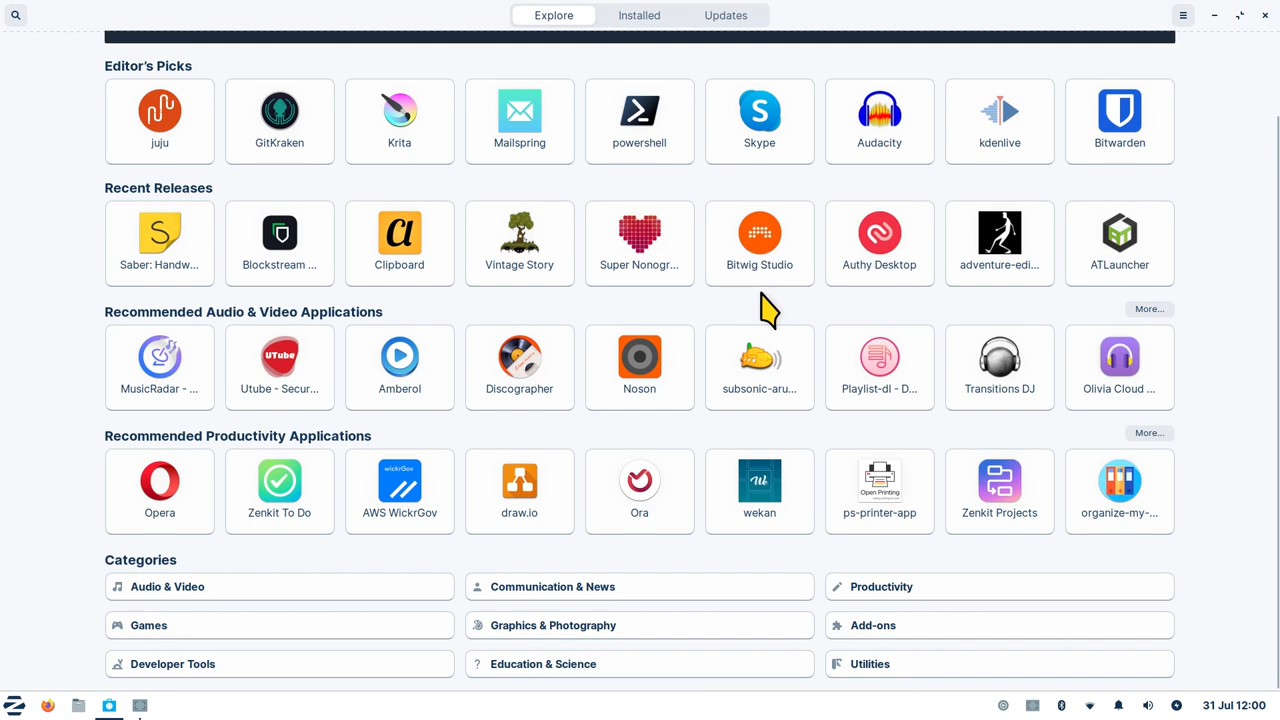 Explore Installed Updates
Editor's Picks
juju GitKraken Krita Mailspring powershell Skype Audacity kdenlive Bitwarden
Recent Releases
Saber: Handw... Blockstream ... Clipboard Vintage Story Super Nonogr... Bitwig Studio Authy Desktop adventure-edi... ATLauncher
Recommended Audio & Video Applications More...
UTube
MusicRadar - ... Utube - Secur... Amberol Discographer Noson subsonic-aru... Playlist-dl - D... Transitions DJ Olivia Cloud ...
Recommended Productivity Applications More...
wickrGov
Open Printing
Opera Zenkit To Do AWS WickrGov draw.io Ora wekan ps-printer-app Zenkit Projects organize-my-...
Categories
Audio & Video Communication & News Productivity
Games Graphics & Photography Add-ons
Developer Tools Education & Science Utilities
31 Jul 12:00